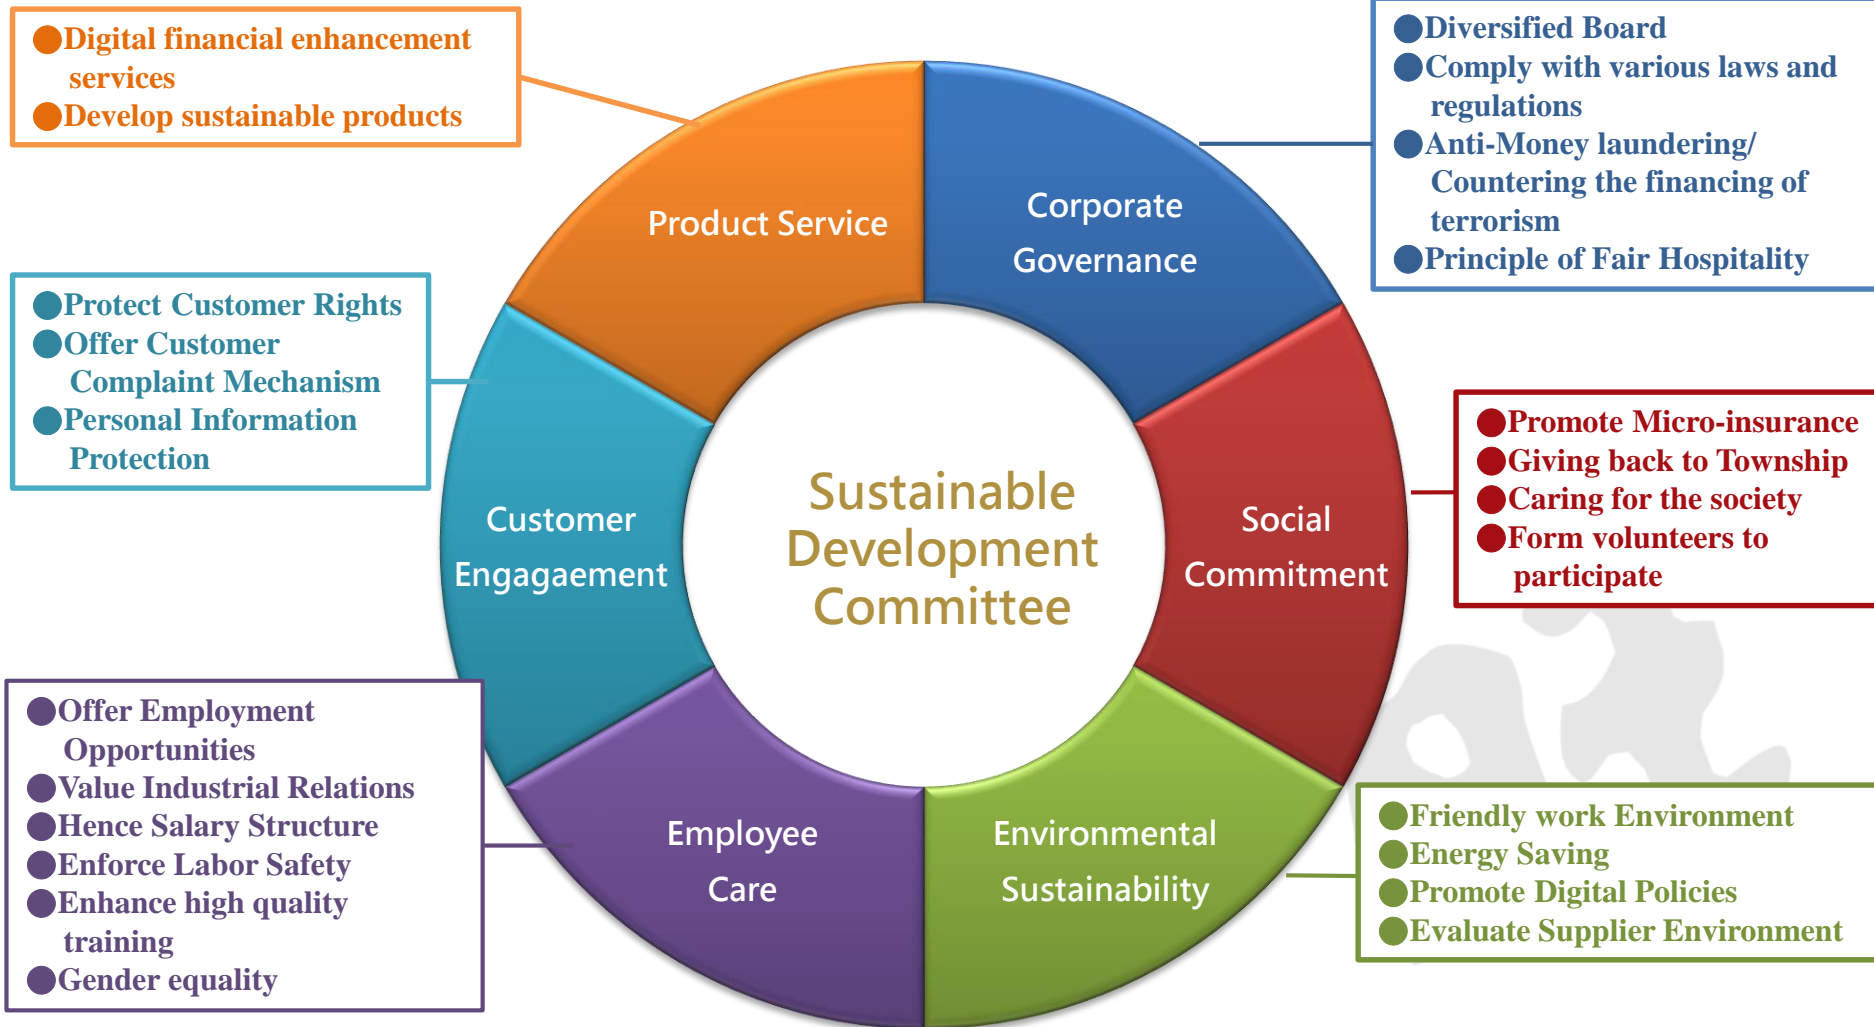 ●Digital financial enhancement
services
●Develop sustainable products
●Diversified Board
●Comply with various laws and
regulations
●Anti-Money laundering/
Countering the financing of
terrorism
●Principle of Fair Hospitality
Product Service
Corporate
Governance
●Protect Customer Rights
●Offer Customer
Complaint Mechanism
●Personal Information
Protection
●Promote Micro-insurance
●Giving back to Township
●Caring for the society
●Form volunteers to
participate
Customer
Engagaement
Sustainable
Development
Committee
Social
Commitment
●Offer Employment
Opportunities
●Value Industrial Relations
●Hence Salary Structure
●Enforce Labor Safety
●Enhance high quality
training
●Gender equality
Employee
Care
Environmental
Sustainability
●Friendly work Environment
●Energy Saving
●Promote Digital Policies
●Evaluate Supplier Environment